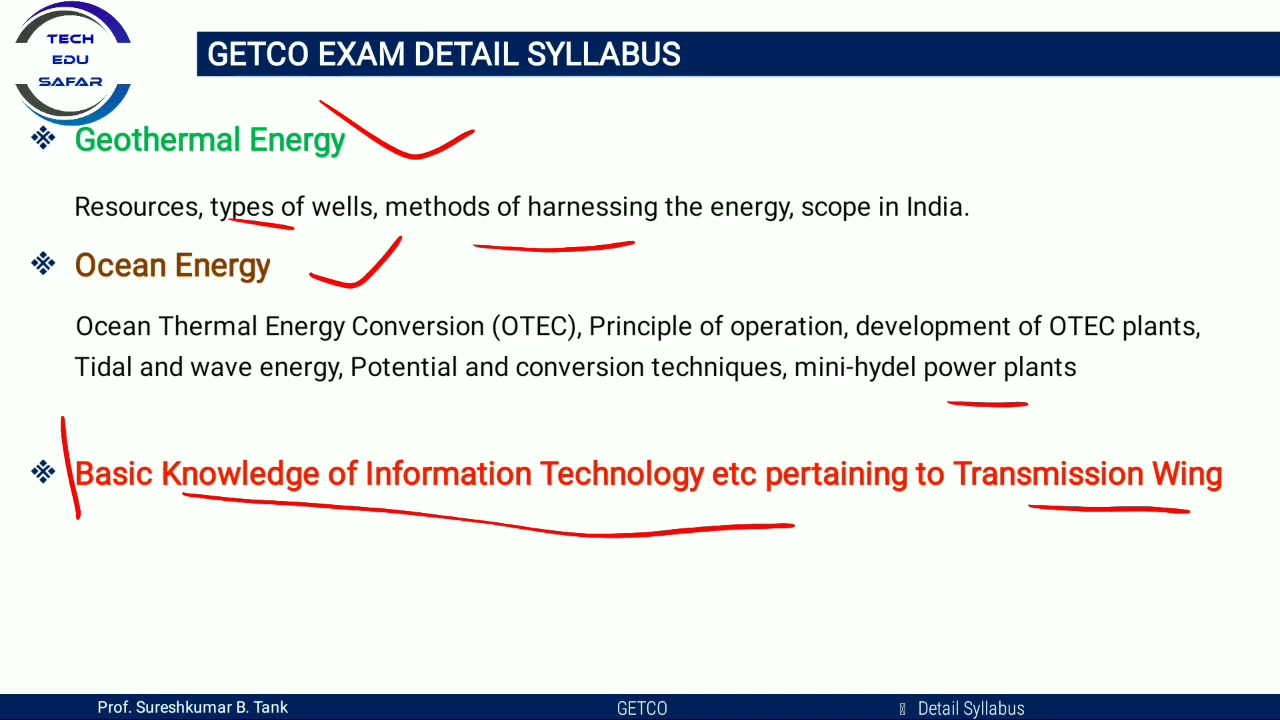 TECH
EDU
SAFAR
GETCO EXAM DETAIL SYLLABUS
Geothermal Energy
Resources, types of wells, methods of harnessing the energy, scope in India.
Ocean Energy
Ocean Thermal Energy Conversion (OTEC), Principle of operation, development of OTEC plants,
Tidal and wave energy, Potential and conversion techniques, mini-hydel power plants
Basic Knowledge of Information Technology etc pertaining to Transmission Wing
Prof. Sureshkumar B. Tank
GETCO
Detail Syllabus